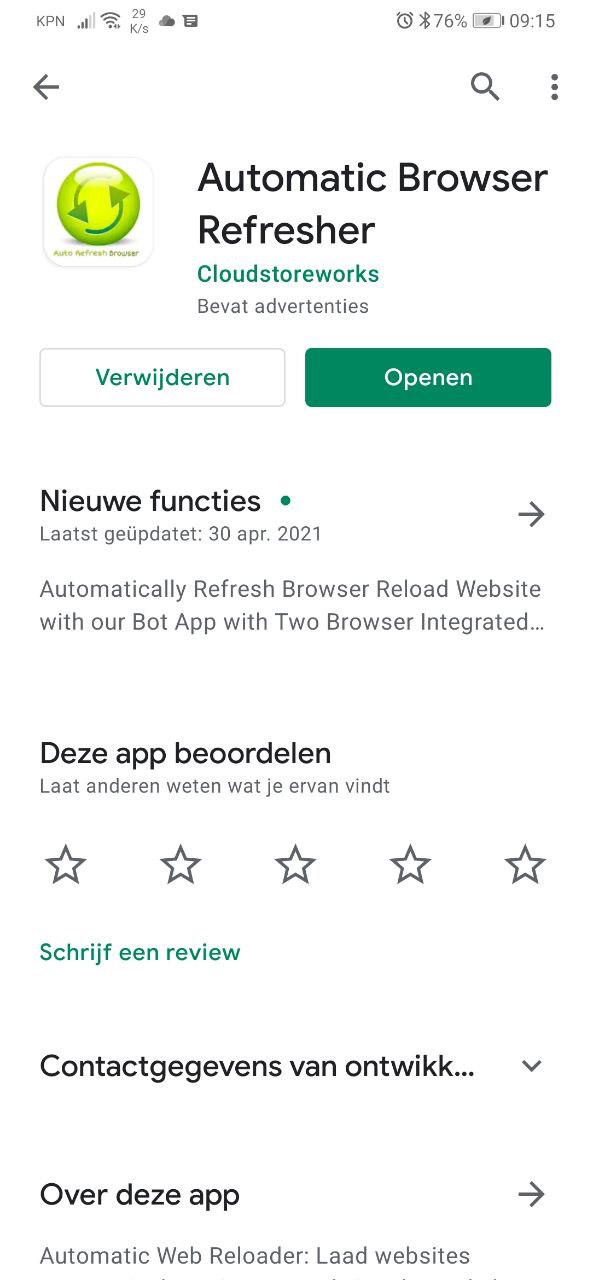 KPN 29 K/s 76% 09:15
Automatic Browser
Refresher
Auto Refresh Browser
Cloudstoreworks
Bevat advertenties
Verwijderen Openen
Nieuwe functies
Laatst geüpdatet: 30 apr. 2021
Automatically Refresh Browser Reload Website
with our Bot App with Two Browser Integrated...
Deze app beoordelen
Laat anderen weten wat je ervan vindt
Schrijf een review
Contactgegevens van ontwikk...
Over deze app
Automatic Web Reloader: Laad websites